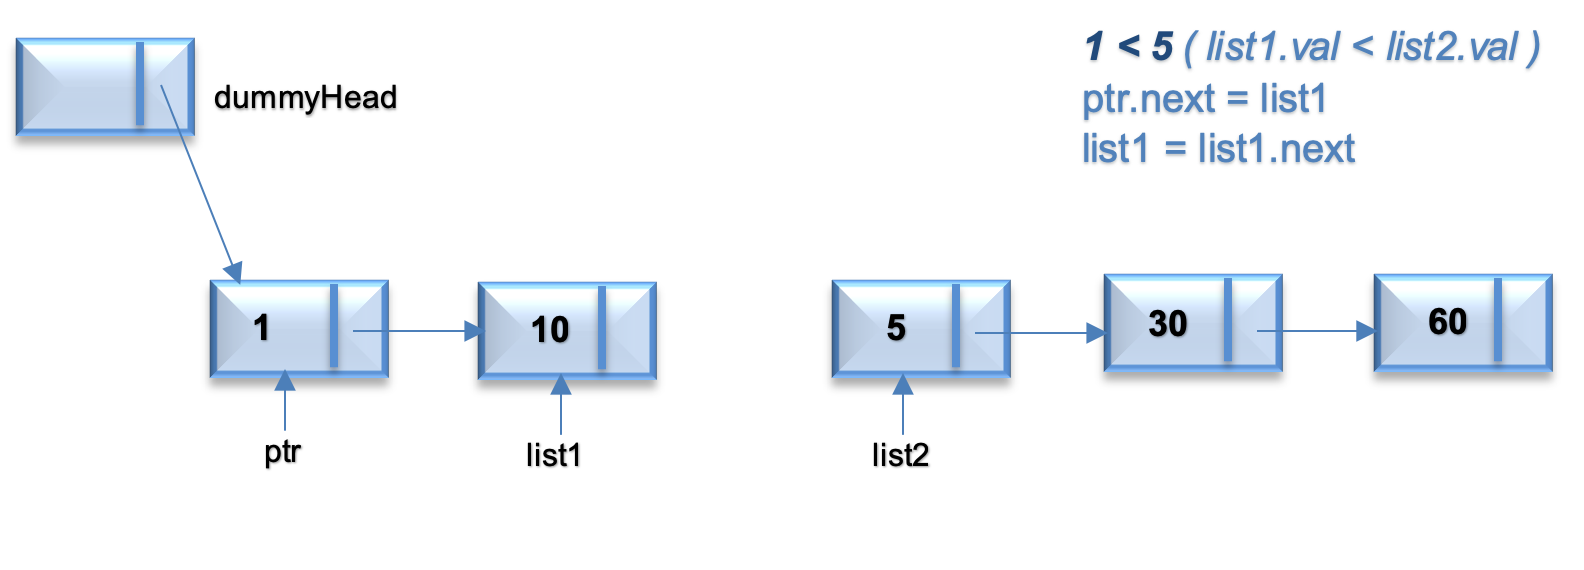 dummyHead
1 < 5 ( list1.val < list2.val )
ptr.next = list1
list1 = list1.next
1
10
5
30
60
ptr
list1
list2